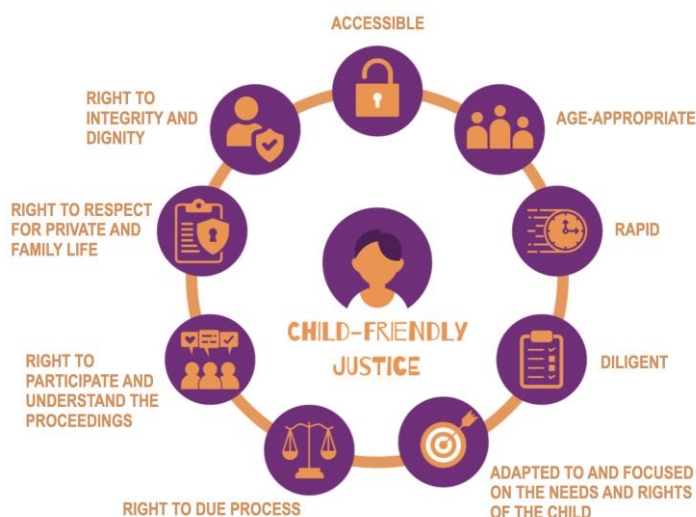 ACCESSIBLE
AGE-APPROPRIATE
RAPID
DILIGENT
ADAPTED TO AND FOCUSED
ON THE NEEDS AND RIGHTS
OF THE CHILD
RIGHT TO DUE PROCESS
RIGHT TO
PARTICIPATE AND
UNDERSTAND THE
PROCEEDINGS
RIGHT TO RESPECT
FOR PRIVATE AND
FAMILY LIFE
RIGHT TO
INTEGRITY AND
DIGNITY
CHILD-FRIENDLY
JUSTICE